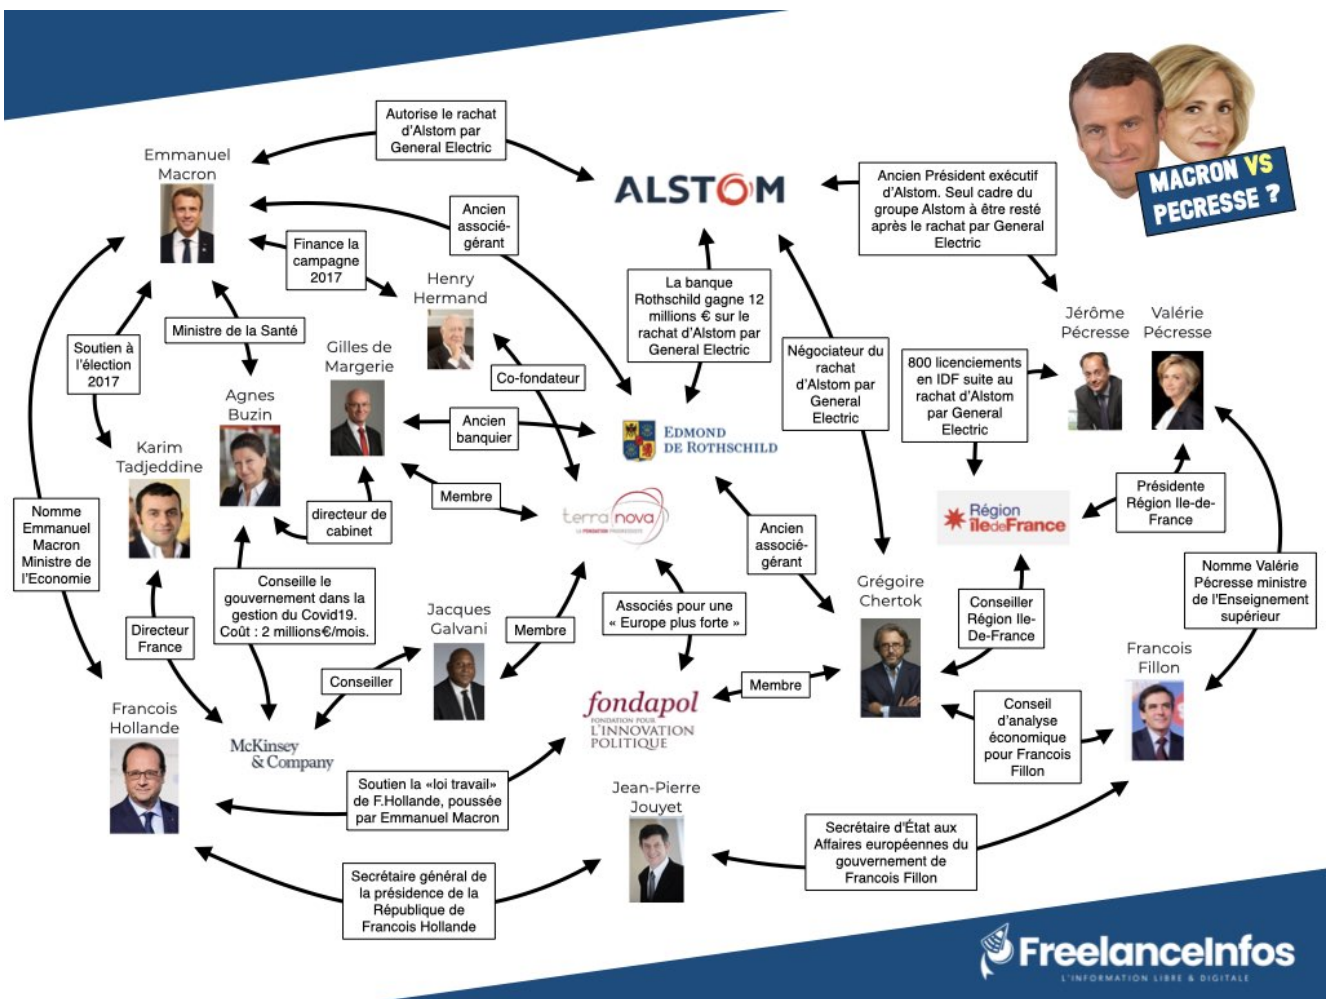 Autorise le rachat
d'Alstom par
General Electric
Emmanuel
Macron
ALSTOM
Ancien Président exécutif
d'Alstom. Seul cadre du
groupe Alstom à être resté
après le rachat par General
Electric
MACRON VS
PECRESSE ?
Ancien
associé-
gérant
Finance la
campagne
2017
Henry
Hermand
La banque
Rothschild gagne 12
millions € sur le
rachat d'Alstom par
General Electric
Jérôme
Pécresse
Valérie
Pécresse
Ministre de la Santé
Soutien à
l'élection
2017
Gilles de
Margerie
Négociateur du
rachat
d'Alstom par
General
Electric
800 licenciements
en IDF suite au
rachat d'Alstom
par General
Electric
Co-fondateur
Agnes
Buzin
Ancien
banquier
EDMOND
DE ROTHSCHILD
Karim
Tadjeddine
Membre
Présidente
Région Ile-de-
France
Nomme
Emmanuel
Macron
Ministre de
l'Economie
directeur de
cabinet
terra nova
LA FONDATION PROGRESSISTE
Région
îledeFrance
Ancien
associé-
gérant
Nomme Valérie
Pécresse ministre
de l'Enseignement
supérieur
Conseille le
gouvernement dans la
gestion du Covid19.
Coût : 2 millions€/mois.
Grégoire
Chertok
Jacques
Galvani
Membre
Associés pour une
« Europe plus forte »
Conseiller
Région Ile-
De-France
Directeur
France
Francois
Fillon
Conseiller
Membre
fondapol
FONDATION POUR
L'INNOVATION
POLITIQUE
Conseil
d'analyse
économique
pour Francois
Fillon
Francois
Hollande
McKinsey
& Company
Soutien la «loi travail»
de F.Hollande, poussée
par Emmanuel Macron
Jean-Pierre
Jouyet
Secrétaire d'État aux
Affaires européennes du
gouvernement de
Francois Fillon
Secrétaire général de
la présidence de la
République de
Francois Hollande
FreelanceInfos
L'INFORMATION LIBRE & DIGITALE